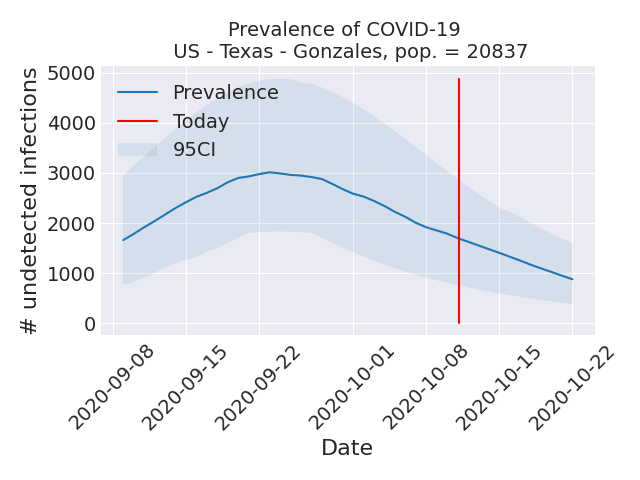 Prevalence of COVID-19
US - Texas - Gonzales, pop. = 20837
# undetected infections
5000
4000
3000
2000
1000
0
Prevalence
Today
95CI
2020-09-08
2020-09-15
2020-09-22
2020-10-01
2020-10-08
2020-10-15
2020-10-22
Date